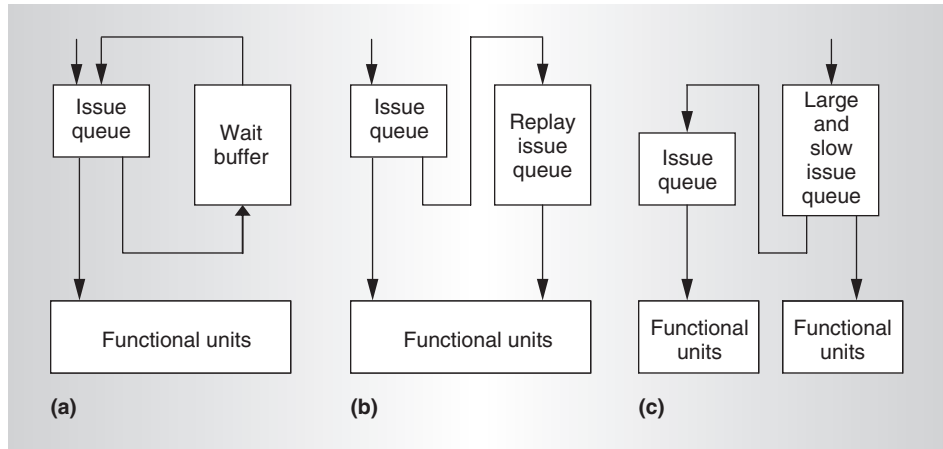 Issue
queue
Wait
buffer
Functional units
(a)
Issue
queue
Replay
issue
queue
Functional units
(b)
Large
and
slow
issue
queue
Issue
queue
Functional
units
Functional
units
(c)